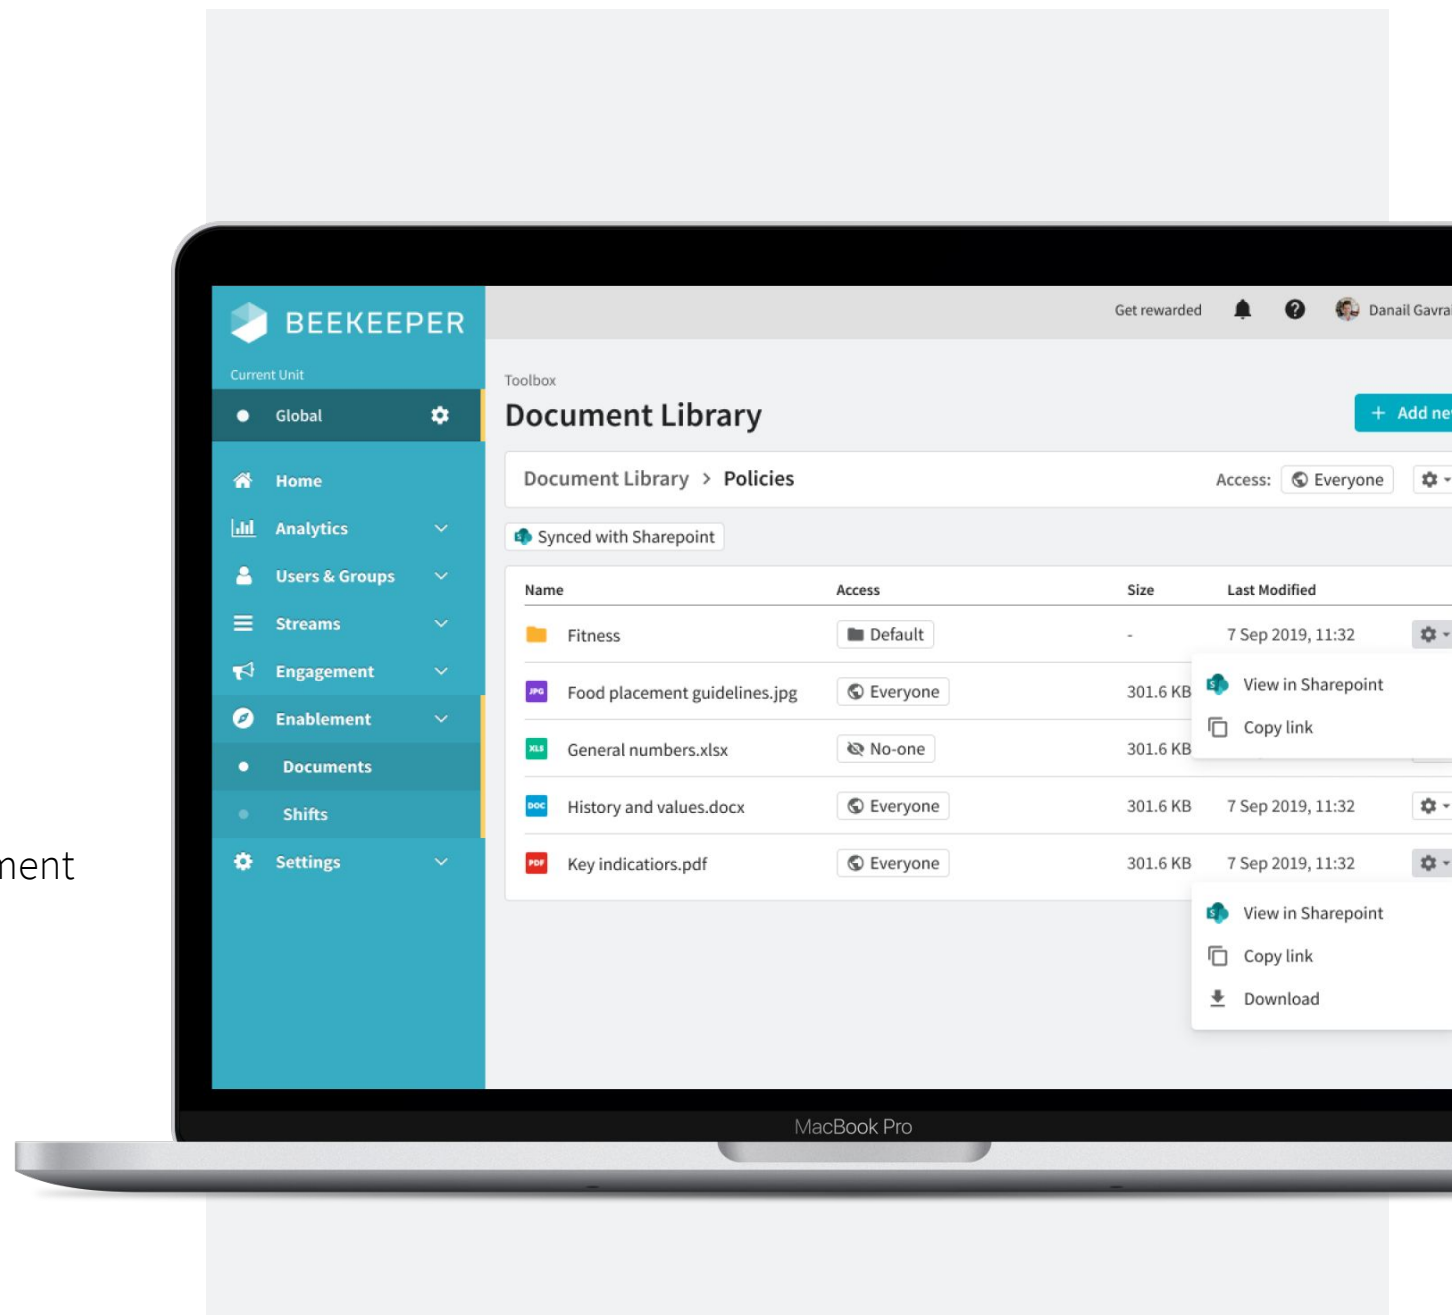 BEEKEEPER
Get rewarded
Danail Gavra
Current Unit
Global
Home
Analytics
Users & Groups
Streams
Engagement
Enablement
Documents
Shifts
Settings
Toolbox
Document Library
+ Add ne
Document Library > Policies
Access: Everyone
Synced with Sharepoint
Name Access Size Last Modified
Fitness Default - 7 Sep 2019, 11:32
JPG Food placement guidelines.jpg Everyone 301.6 KB
XLS General numbers.xlsx No-one 301.6 KB
DOC History and values.docx Everyone 301.6 KB 7 Sep 2019, 11:32
PDF Key indicatiors.pdf Everyone 301.6 KB 7 Sep 2019, 11:32
View in Sharepoint
Copy link
View in Sharepoint
Copy link
Download
ment
MacBook Pro